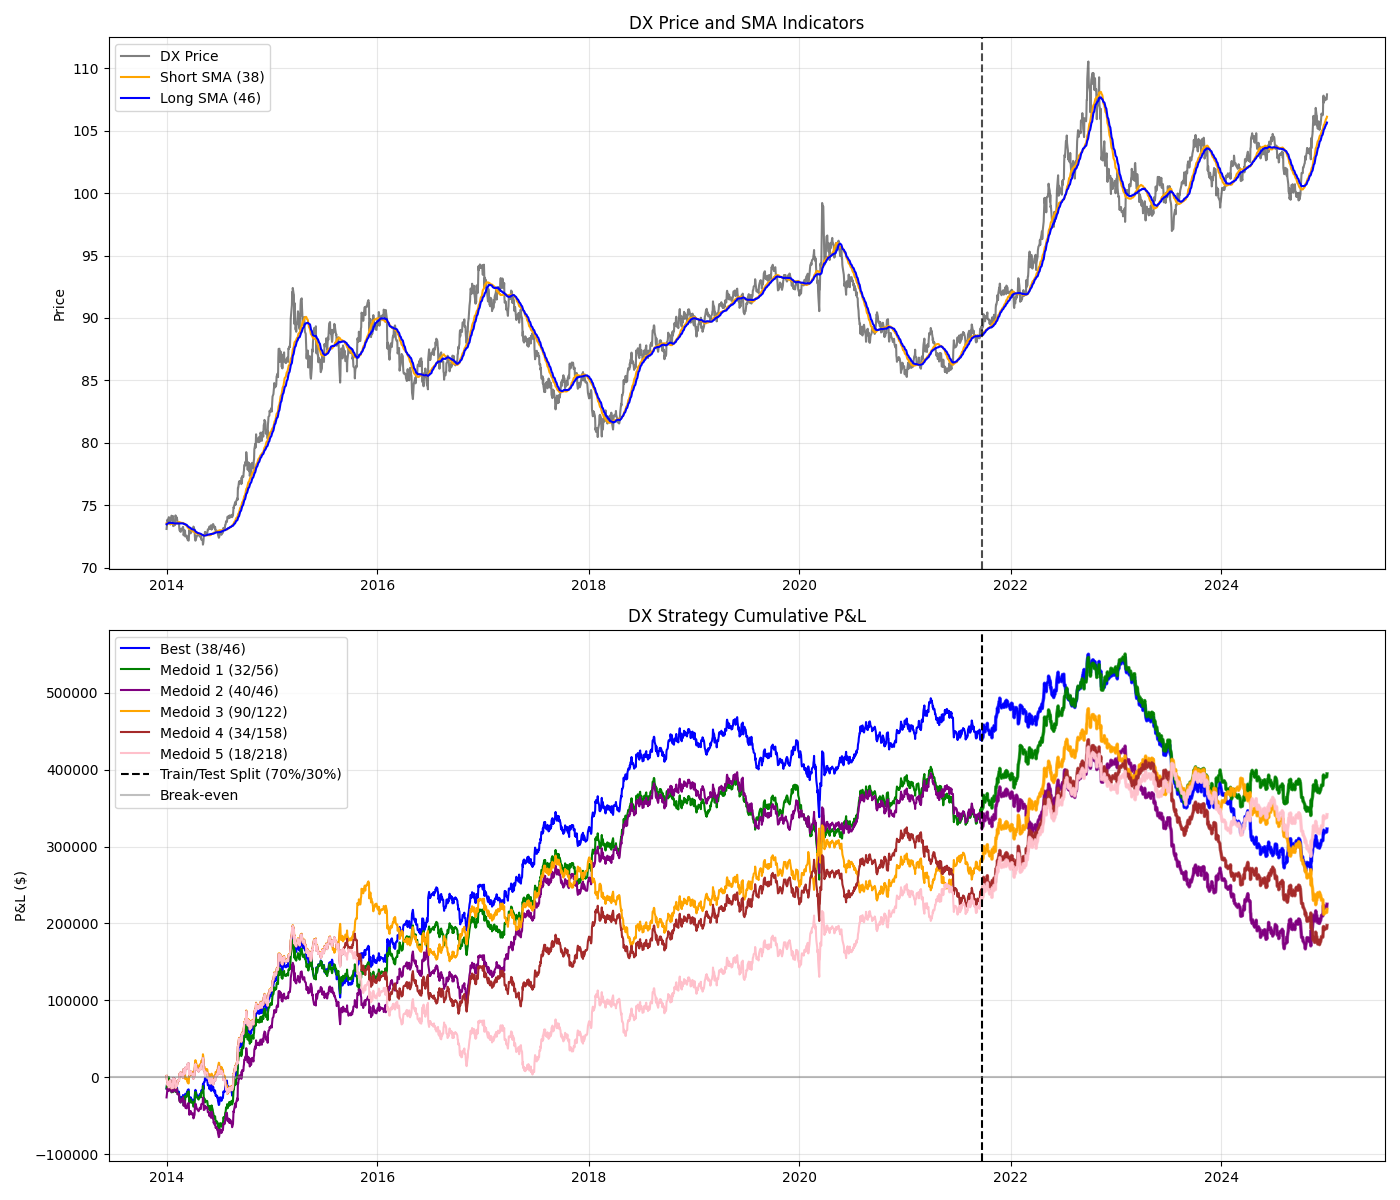 DX Price and SMA Indicators
DX Price
Short SMA (38)
Long SMA (46)
Price
110
105
100
95
90
85
80
75
70
2014
2016
2018
2020
2022
2024
DX Strategy Cumulative P&L
Best (38/46)
Medoid 1 (32/56)
Medoid 2 (40/46)
Medoid 3 (90/122)
Medoid 4 (34/158)
Medoid 5 (18/218)
Train/Test Split (70%/30%)
Break-even
P&L ($)
500000
400000
300000
200000
100000
0
−100000
2014
2016
2018
2020
2022
2024